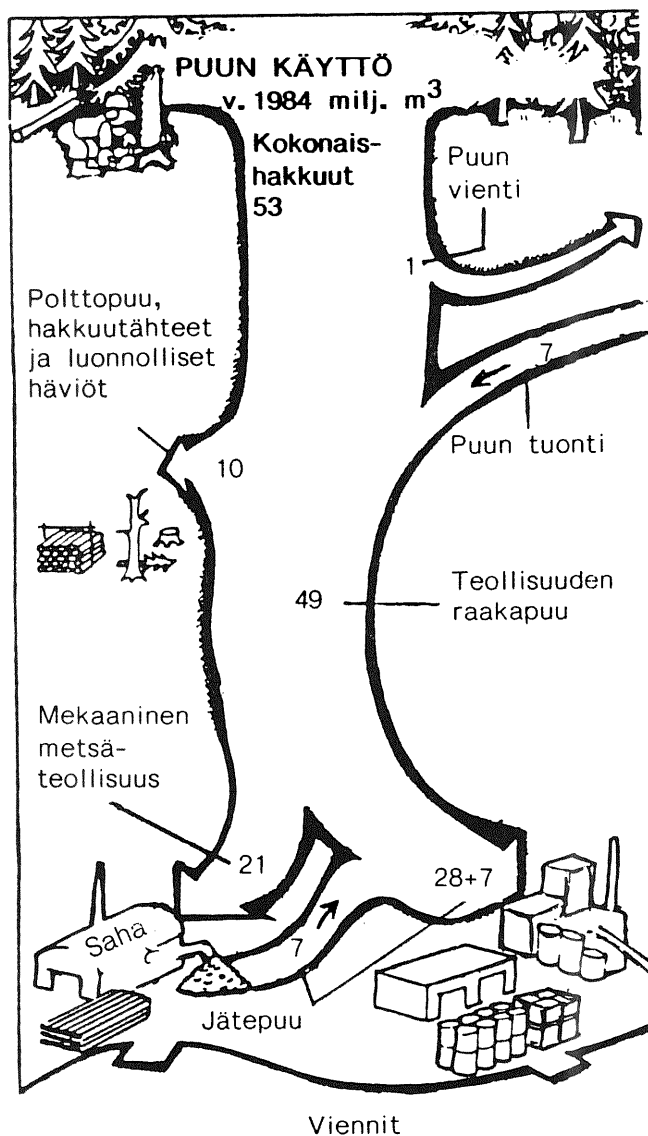 PUUN KÄYTTÖ
v. 1984 milj. m³
Kokonais-
hakkuut
53
Puun
vienti
1
Polttopuu,
hakkuutähteet
ja luonnolliset
häviöt
7
Puun tuonti
10
49
Teollisuuden
raakapuu
Mekaaninen
metsä-
teollisuus
21
28+7
Saha
7
Jätepuu
Viennit